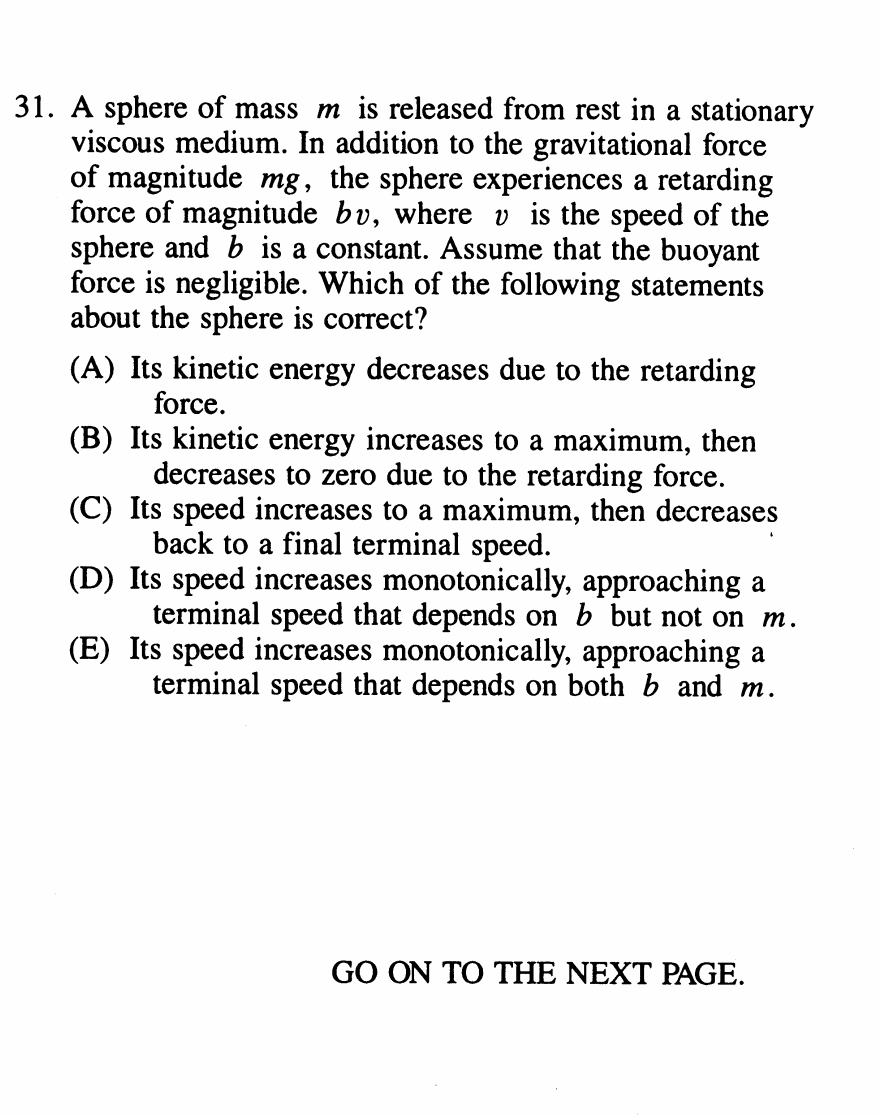 31. A sphere of mass m is released from rest in a stationary
viscous medium. In addition to the gravitational force
of magnitude mg, the sphere experiences a retarding
force of magnitude bv, where v is the speed of the
sphere and b is a constant. Assume that the buoyant
force is negligible. Which of the following statements
about the sphere is correct?
(A) Its kinetic energy decreases due to the retarding
force.
(B) Its kinetic energy increases to a maximum, then
decreases to zero due to the retarding force.
(C) Its speed increases to a maximum, then decreases
back to a final terminal speed.
(D) Its speed increases monotonically, approaching a
terminal speed that depends on b but not on m.
(E) Its speed increases monotonically, approaching a
terminal speed that depends on both b and m.
GO ON TO THE NEXT PAGE.